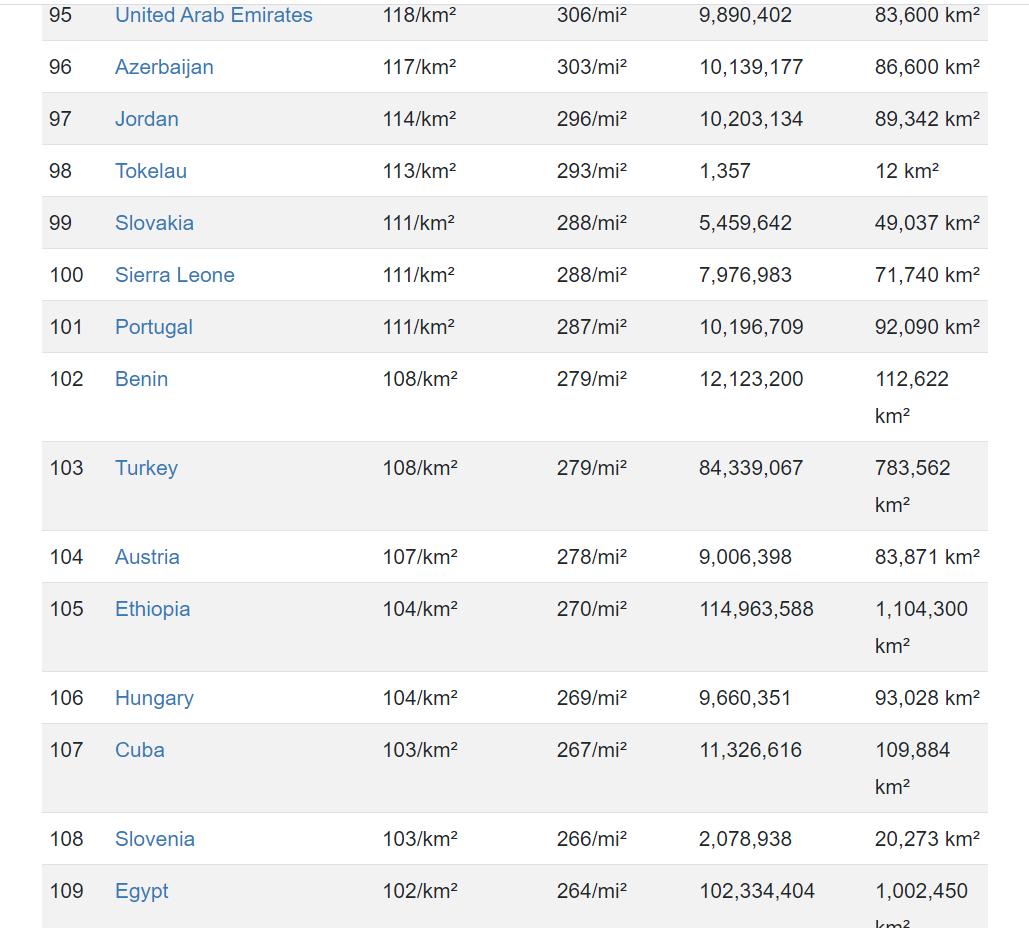 95 United Arab Emirates 118/km² 306/mi² 9,890,402 83,600 km²
96 Azerbaijan 117/km² 303/mi² 10,139,177 86,600 km²
97 Jordan 114/km² 296/mi² 10,203,134 89,342 km²
98 Tokelau 113/km² 293/mi² 1,357 12 km²
99 Slovakia 111/km² 288/mi² 5,459,642 49,037 km²
100 Sierra Leone 111/km² 288/mi² 7,976,983 71,740 km²
101 Portugal 111/km² 287/mi² 10,196,709 92,090 km²
102 Benin 108/km² 279/mi² 12,123,200 112,622
km²
103 Turkey 108/km² 279/mi² 84,339,067 783,562
km²
104 Austria 107/km² 278/mi² 9,006,398 83,871 km²
105 Ethiopia 104/km² 270/mi² 114,963,588 1,104,300
km²
106 Hungary 104/km² 269/mi² 9,660,351 93,028 km²
107 Cuba 103/km² 267/mi² 11,326,616 109,884
km²
108 Slovenia 103/km² 266/mi² 2,078,938 20,273 km²
109 Egypt 102/km² 264/mi² 102,334,404 1,002,450
km²